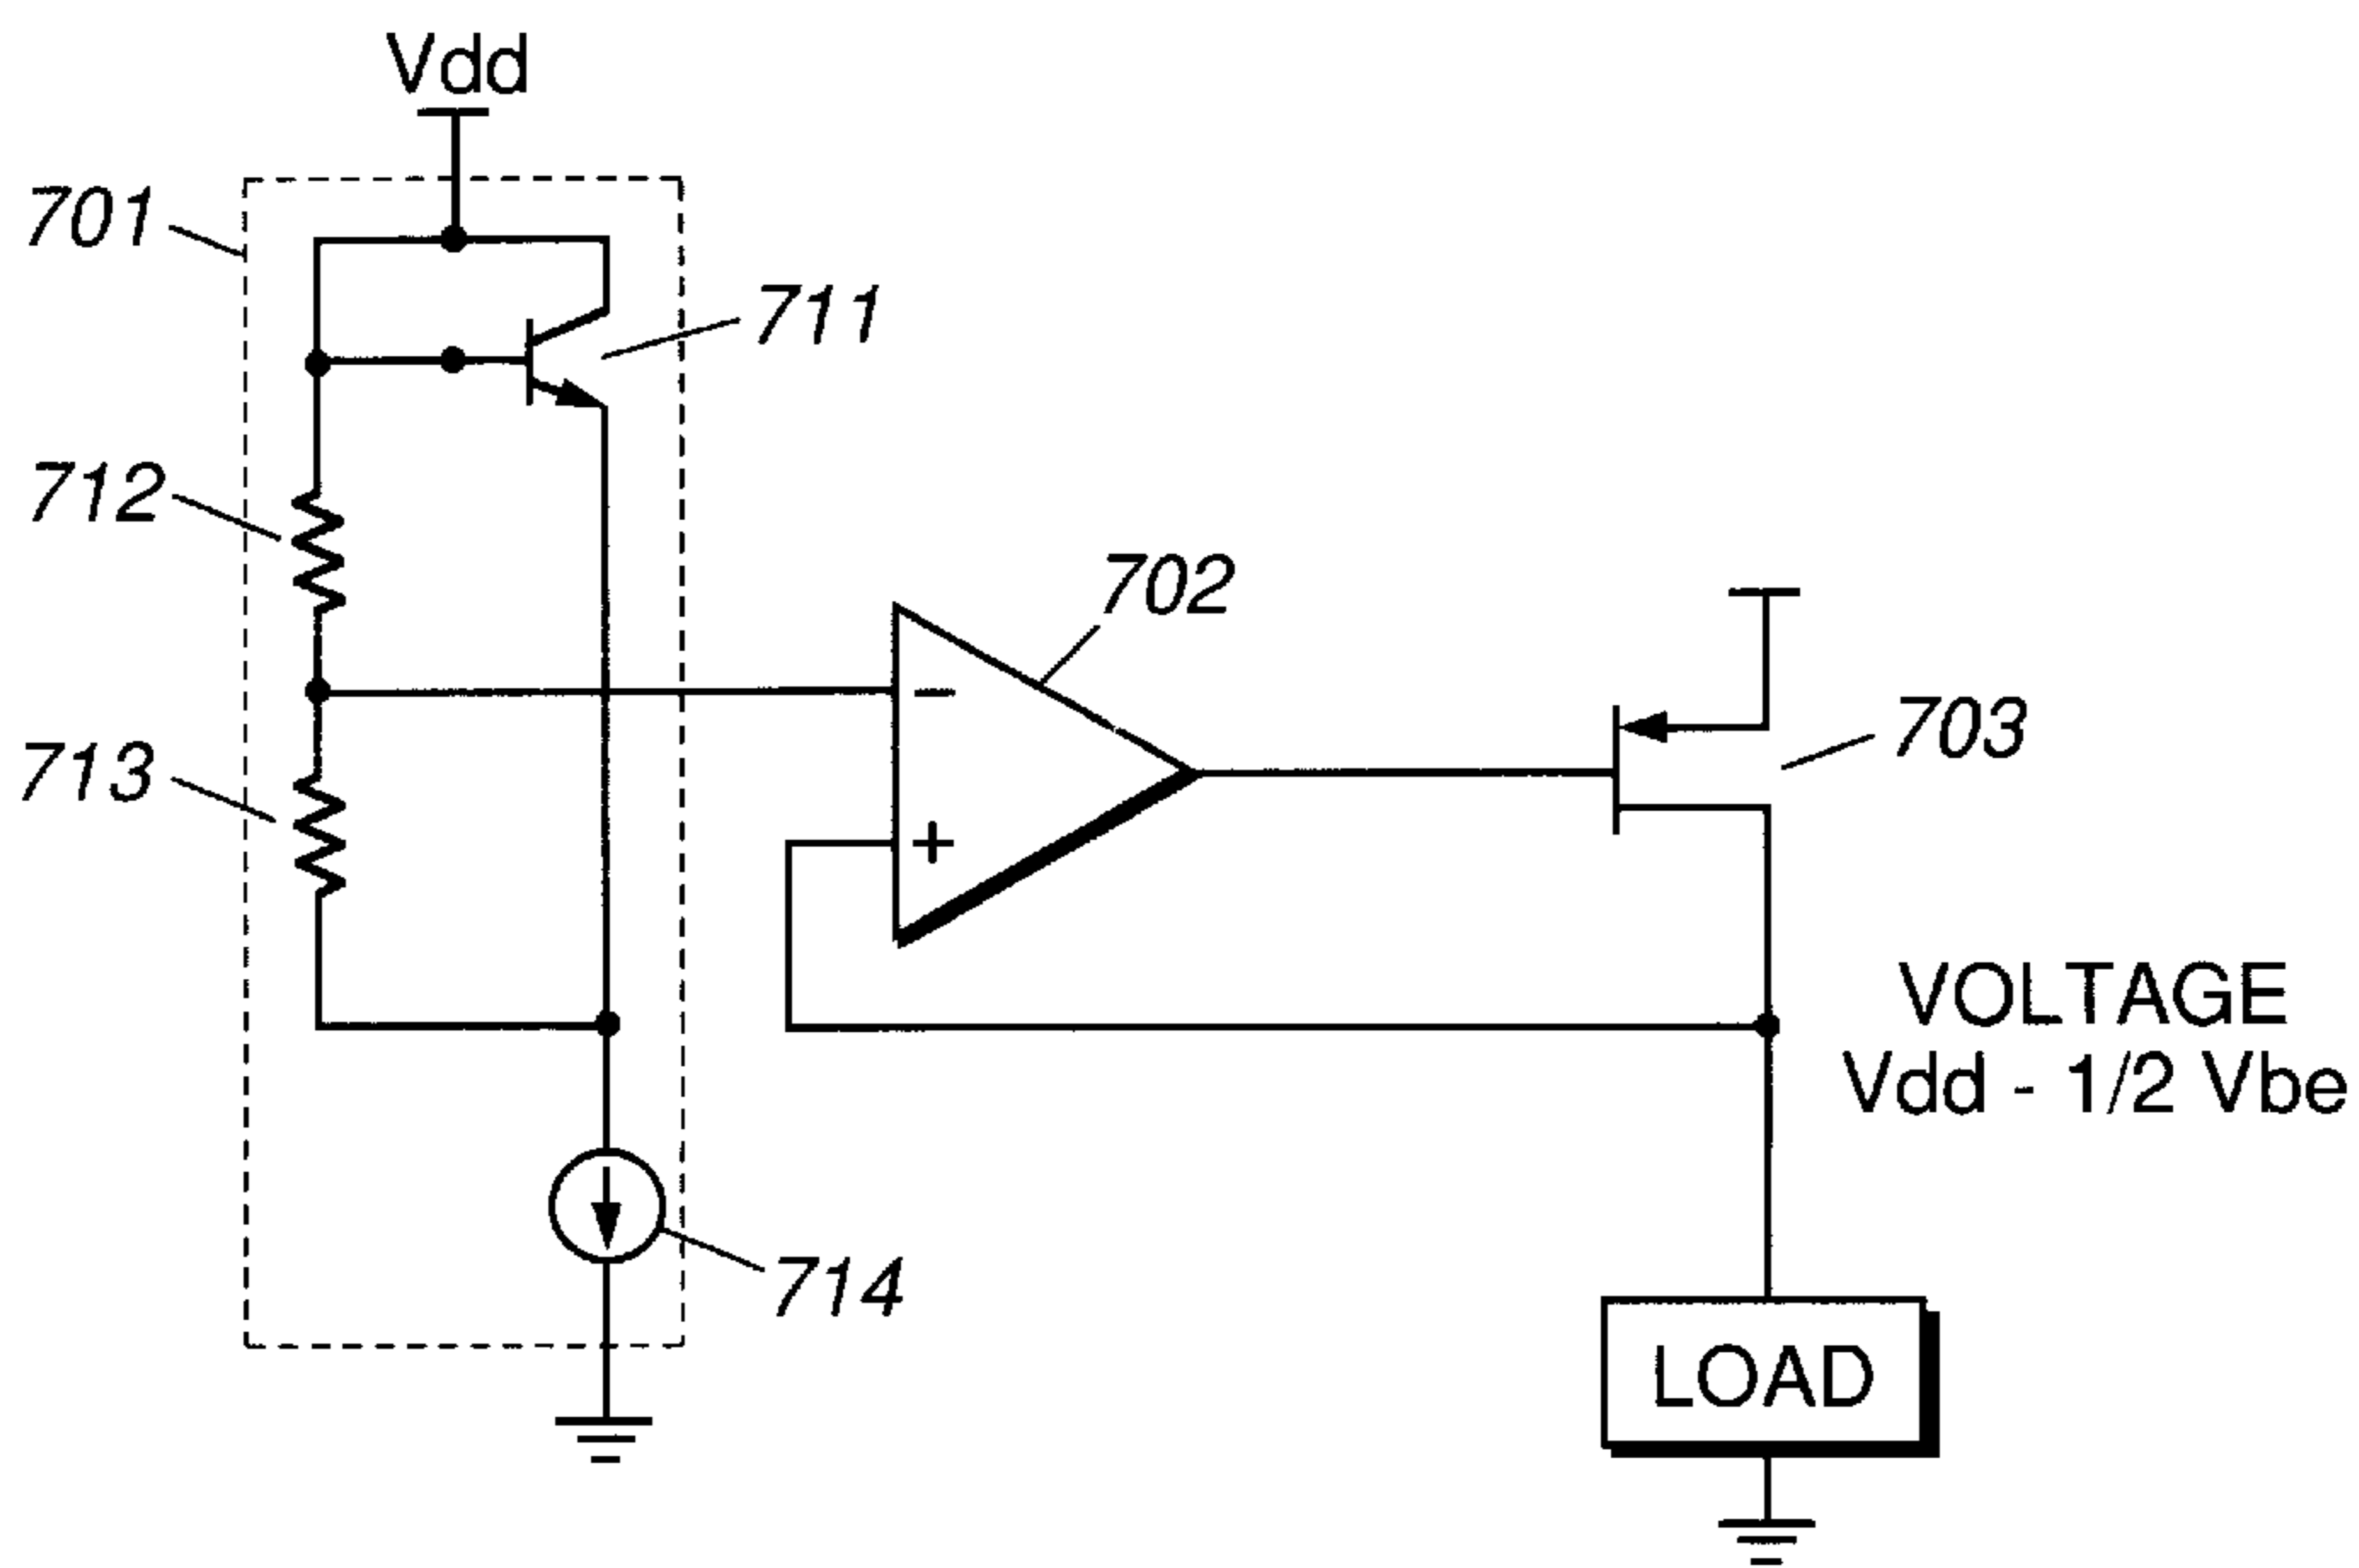 Vdd
701
711
712
702
703
713
−
+
VOLTAGE
Vdd - 1/2 Vbe
714
LOAD